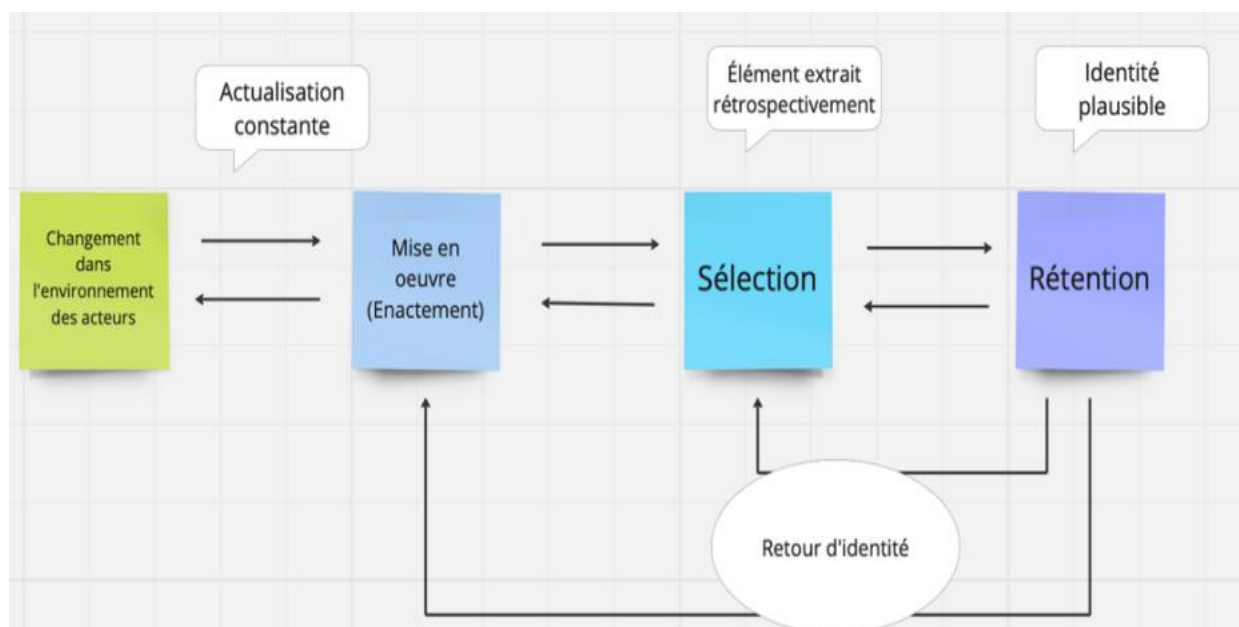 Actualisation
constante
Élément extrait
rétrospectivement
Identité
plausible
Changement
dans
l'environnement
des acteurs
Mise en
oeuvre
(Enactement)
Sélection
Rétention
Retour d'identité